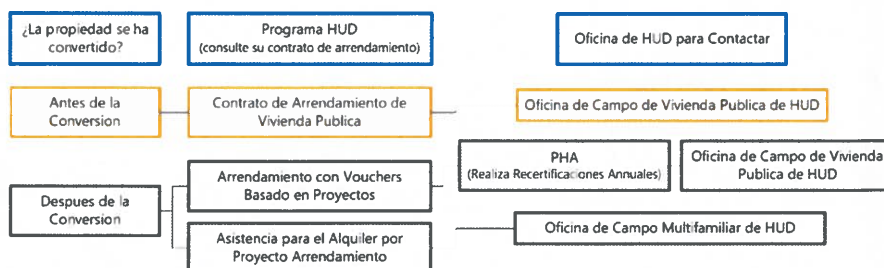 ¿La propiedad se ha
convertido?
Programa HUD
(consulte su contrato de arrendamiento)
Oficina de HUD para Contactar
Antes de la
Conversion
Contrato de Arrendamiento de
Vivienda Publica
Oficina de Campo de Vivienda Publica de HUD
Despues de la
Conversion
Arrendamiento con Vouchers
Basado en Proyectos
PHA
(Realiza Recertificaciones Annuales)
Oficina de Campo de Vivienda
Publica de HUD
Asistencia para el Alquiler por
Proyecto Arrendamiento
Oficina de Campo Multifamiliar de HUD